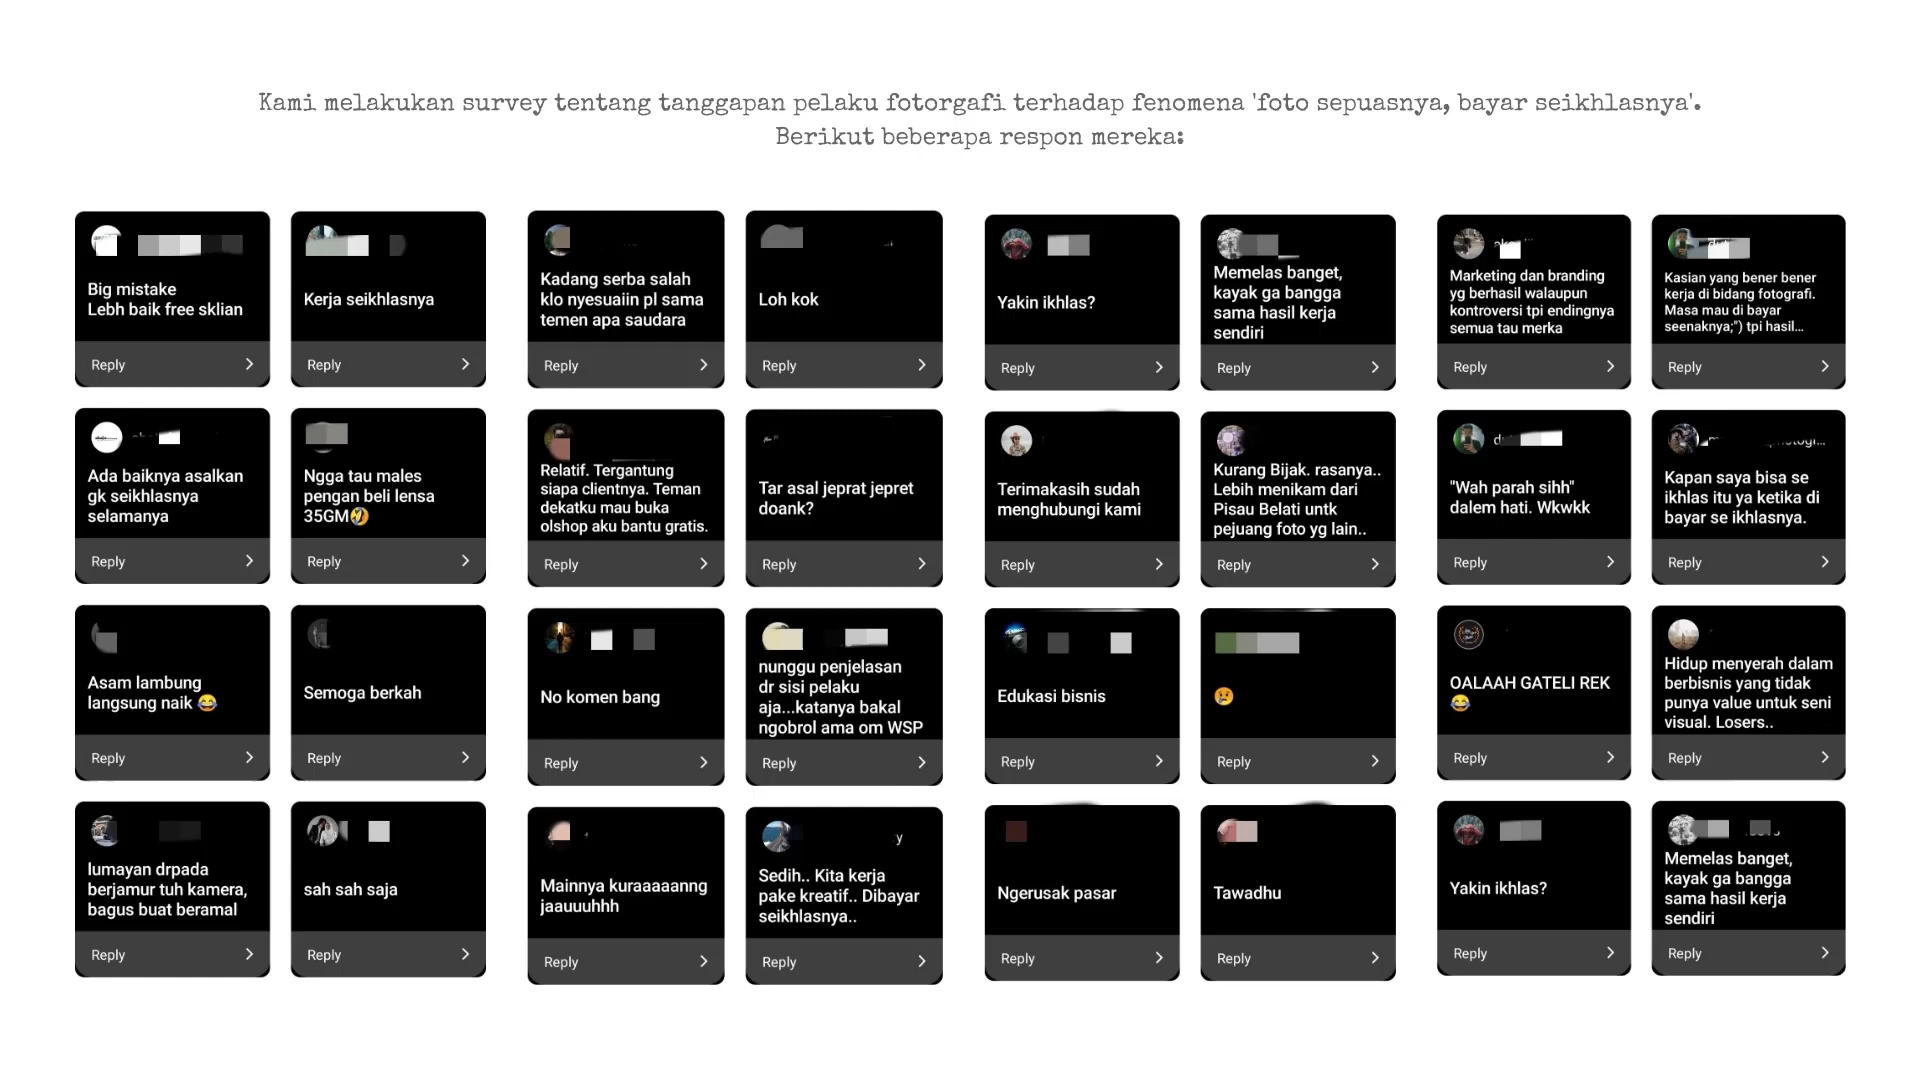 Kami melakukan survey tentang tanggapan pelaku fotorgafi terhadap fenomena 'foto sepuasnya, bayar seikhlasnya'.
Berikut beberapa respon mereka:
Big mistake
Lebh baik free sklian
Reply
Kerja seikhlasnya
Reply
Kadang serba salah
klo nyesuaiin pl sama
temen apa saudara
Reply
Loh kok
Reply
Yakin ikhlas?
Reply
Memelas banget,
kayak ga bangga
sama hasil kerja
sendiri
Reply
Marketing dan branding
yg berhasil walaupun
kontroversi tpi endingnya
semua tau merka
Reply
Kasian yang bener bener
kerja di bidang fotografi.
Masa mau di bayar
seenaknya;") tpi hasil...
Reply
Ada baiknya asalkan
gk seikhlasnya
selamanya
Reply
Ngga tau males
pengan beli lensa
35GM🤣
Reply
Relatif. Tergantung
siapa clientnya. Teman
dekatku mau buka
olshop aku bantu gratis.
Reply
Tar asal jeprat jepret
doank?
Reply
Terimakasih sudah
menghubungi kami
Reply
Kurang Bijak. rasanya..
Lebih menikam dari
Pisau Belati untk
pejuang foto yg lain..
Reply
"Wah parah sihh"
dalem hati. Wkwkk
Reply
Kapan saya bisa se
ikhlas itu ya ketika di
bayar se ikhlasnya.
Reply
Asam lambung
langsung naik 😂
Reply
Semoga berkah
Reply
No komen bang
Reply
nunggu penjelasan
dr sisi pelaku
aja...katanya bakal
ngobrol ama om WSP
Reply
Edukasi bisnis
Reply
😢
Reply
OALAAH GATELI REK
😂
Reply
Hidup menyerah dalam
berbisnis yang tidak
punya value untuk seni
visual. Losers..
Reply
lumayan drpada
berjamur tuh kamera,
bagus buat beramal
Reply
sah sah saja
Reply
Mainnya kuraaaaanng
jaauuuhhh
Reply
y
Sedih.. Kita kerja
pake kreatif.. Dibayar
seikhlasnya..
Reply
Ngerusak pasar
Reply
Tawadhu
Reply
Yakin ikhlas?
Reply
Memelas banget,
kayak ga bangga
sama hasil kerja
sendiri
Reply